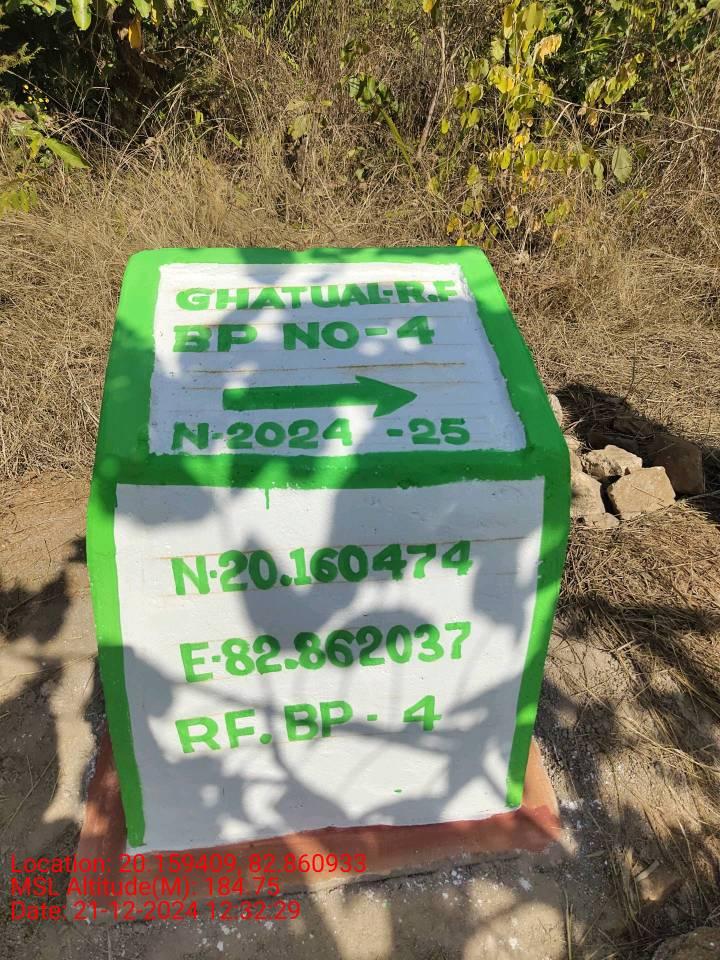 GHATUAL-R.F
BP NO-4
N-2024 -25
N-20.160474
E-82.862037
RF. BP - 4
Location: 20.159409, 82.860933
MSL Altitude(M): 184.75
Date: 21-12-2024 12:32:29